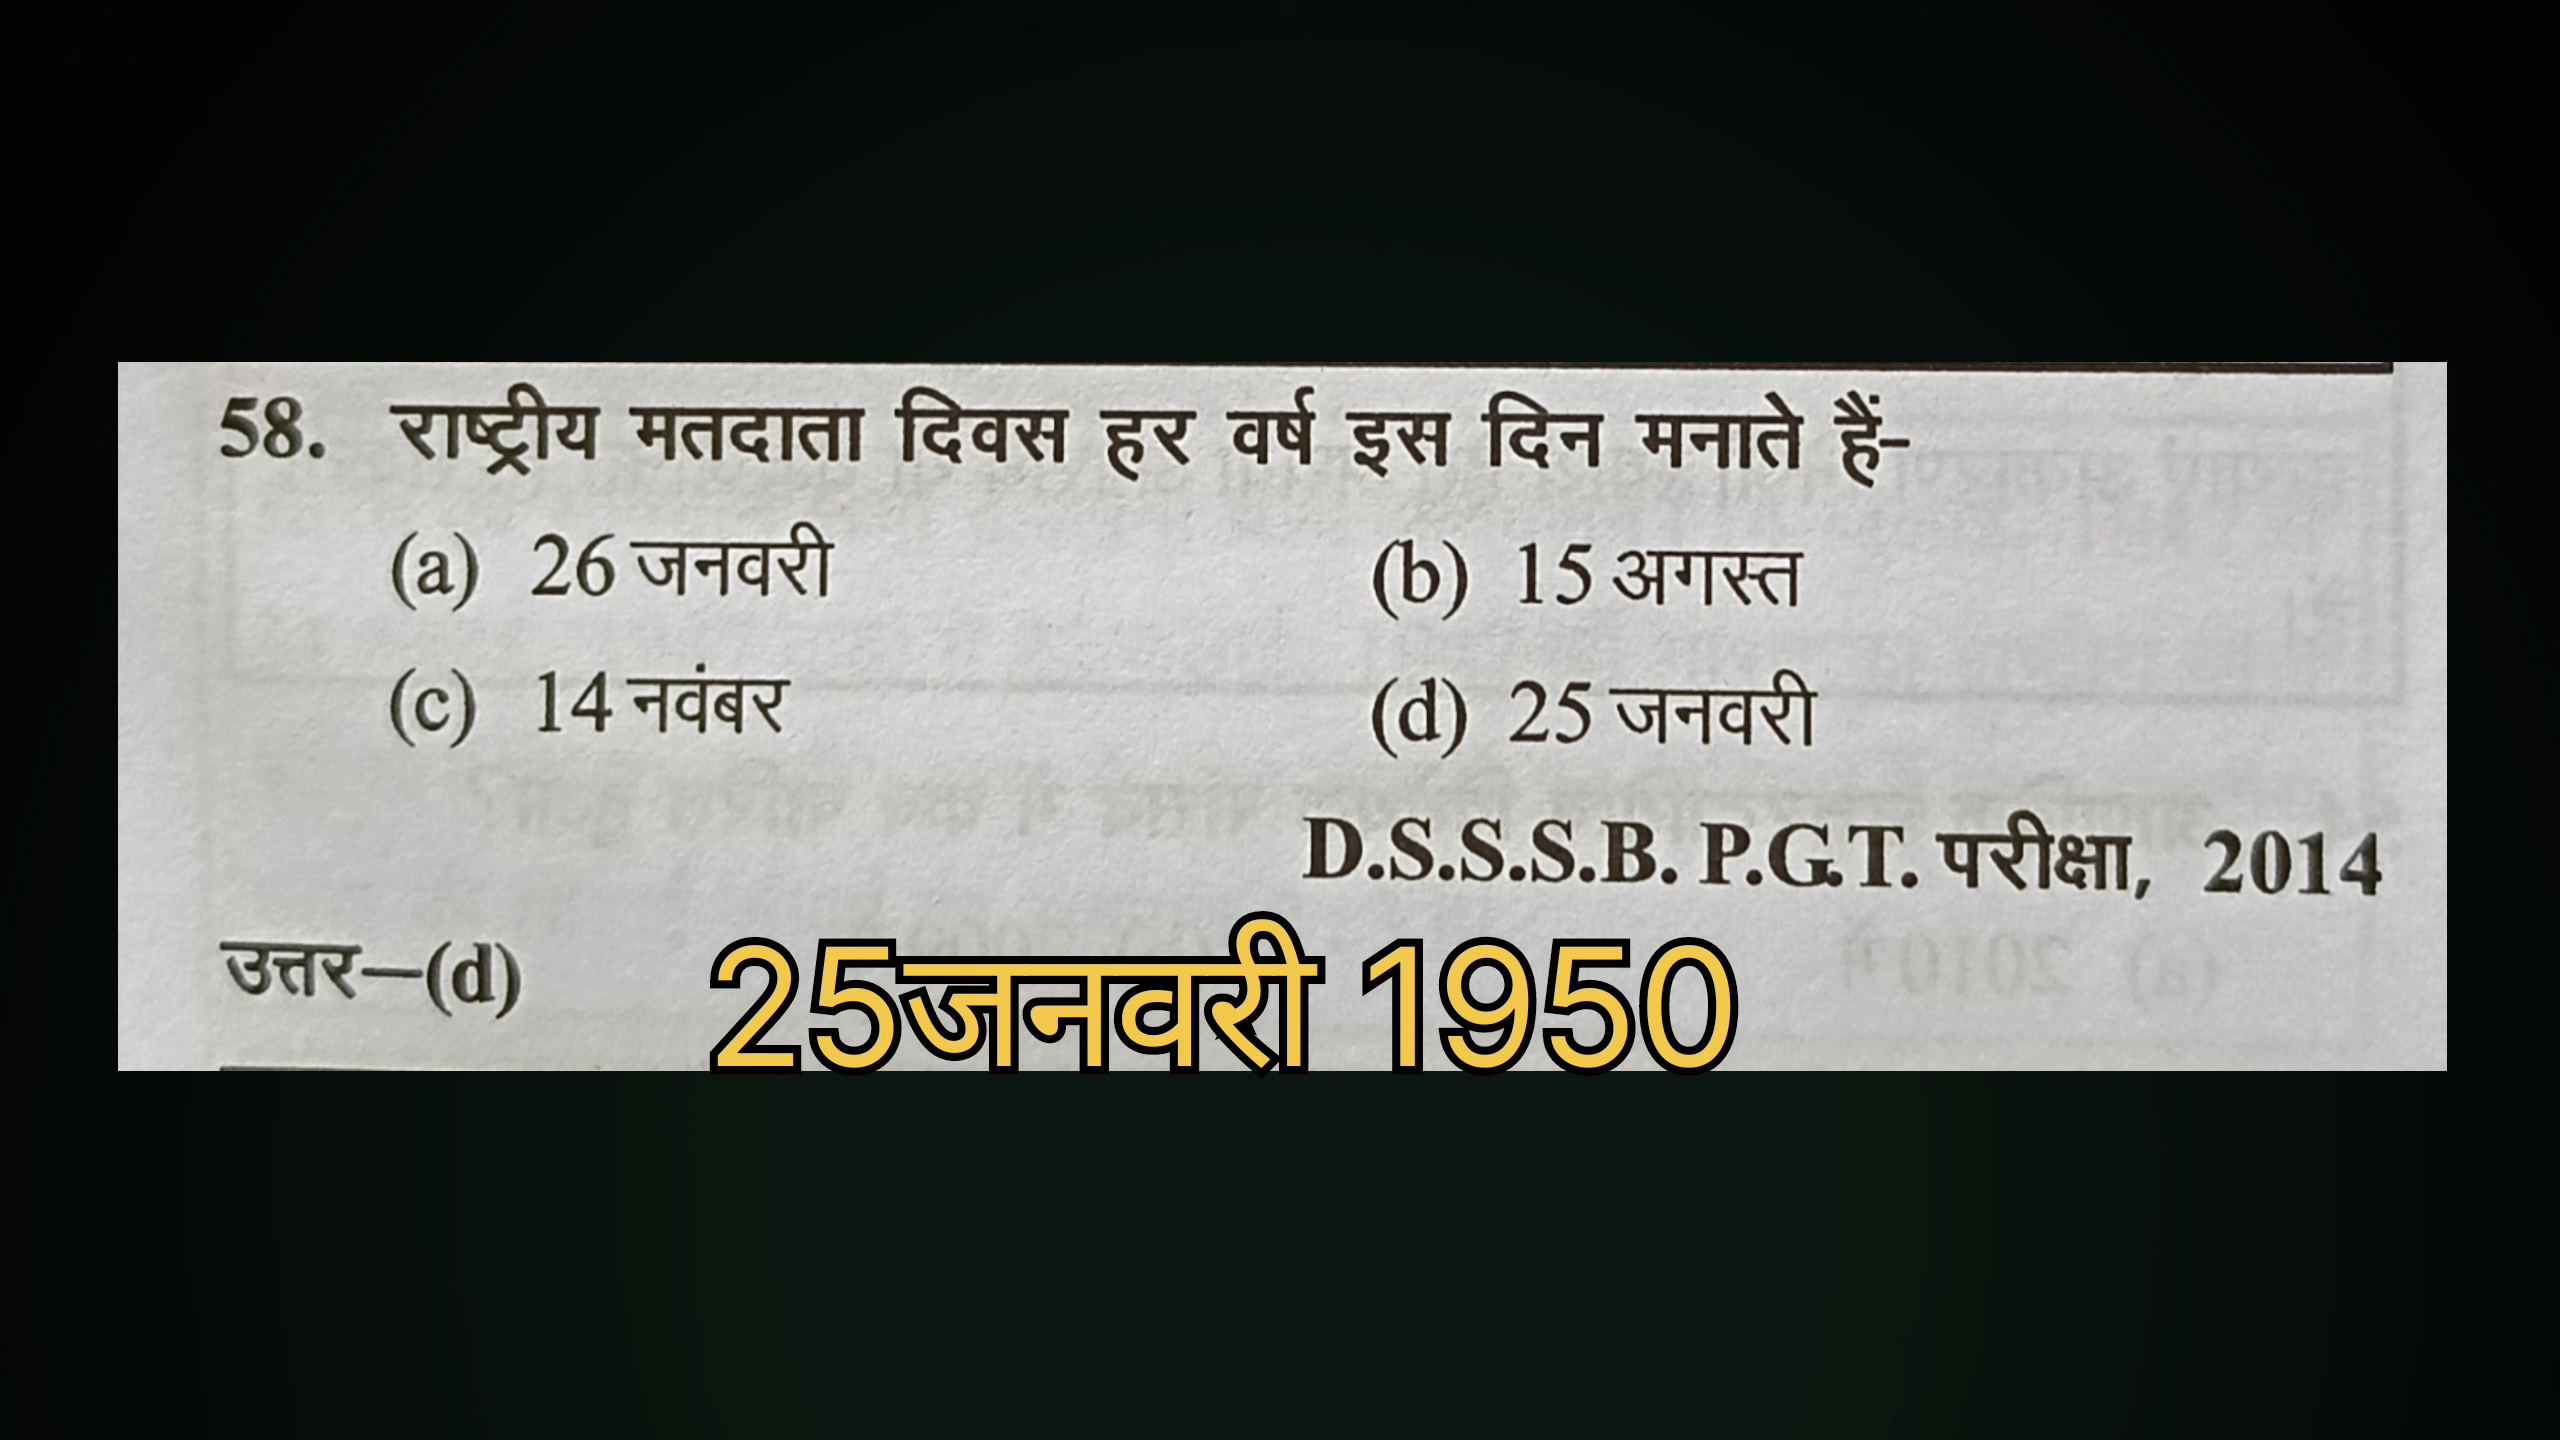 58. राष्ट्रीय मतदाता दिवस हर वर्ष इस दिन मनाते हैं-
(a) 26 जनवरी (b) 15 अगस्त
(c) 14 नवंबर (d) 25 जनवरी
D.S.S.S.B. P.G.T. परीक्षा, 2014
उत्तर–(d) 25जनवरी 1950